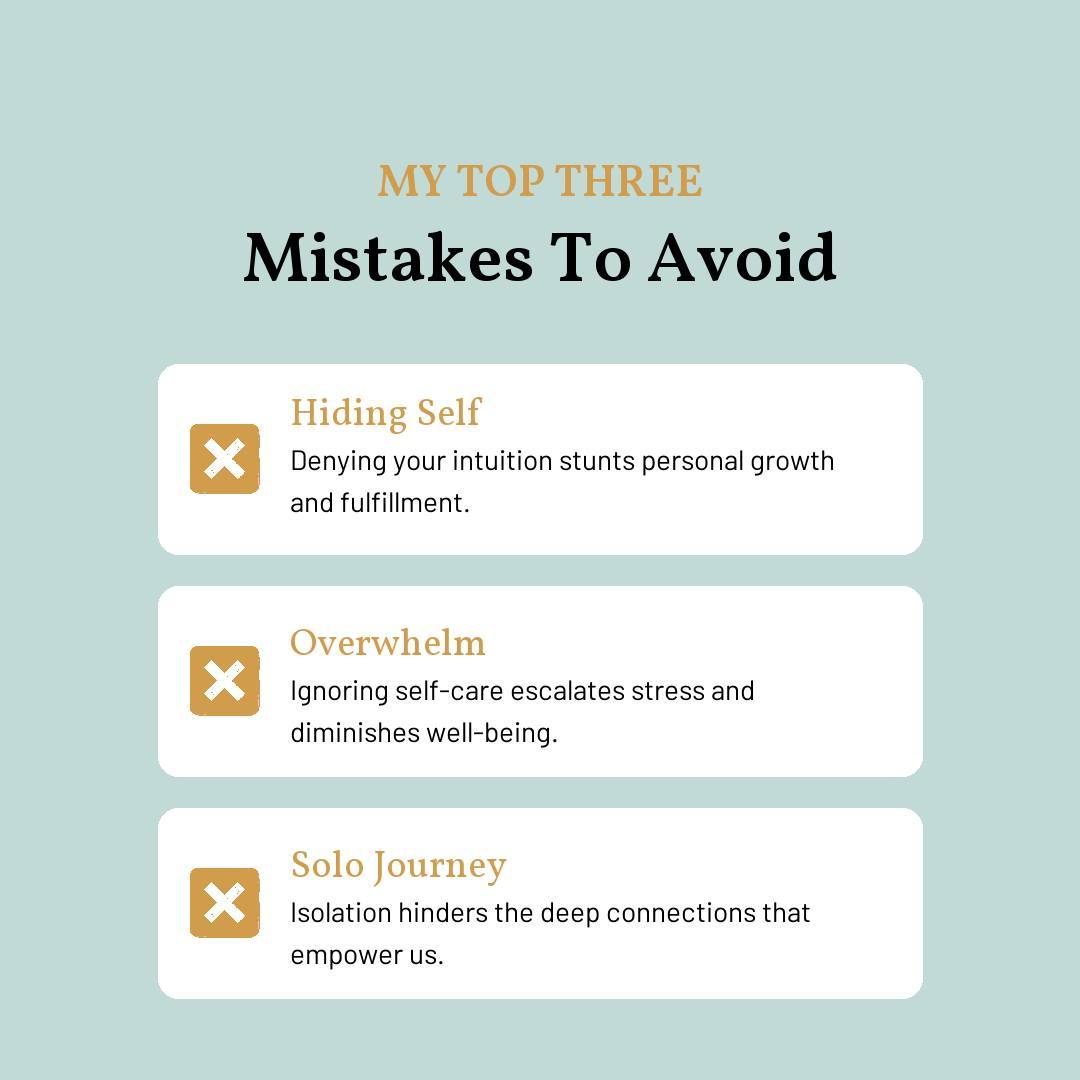 MY TOP THREE
Mistakes To Avoid
Hiding Self
Denying your intuition stunts personal growth
and fulfillment.
Overwhelm
Ignoring self-care escalates stress and
diminishes well-being.
Solo Journey
Isolation hinders the deep connections that
empower us.